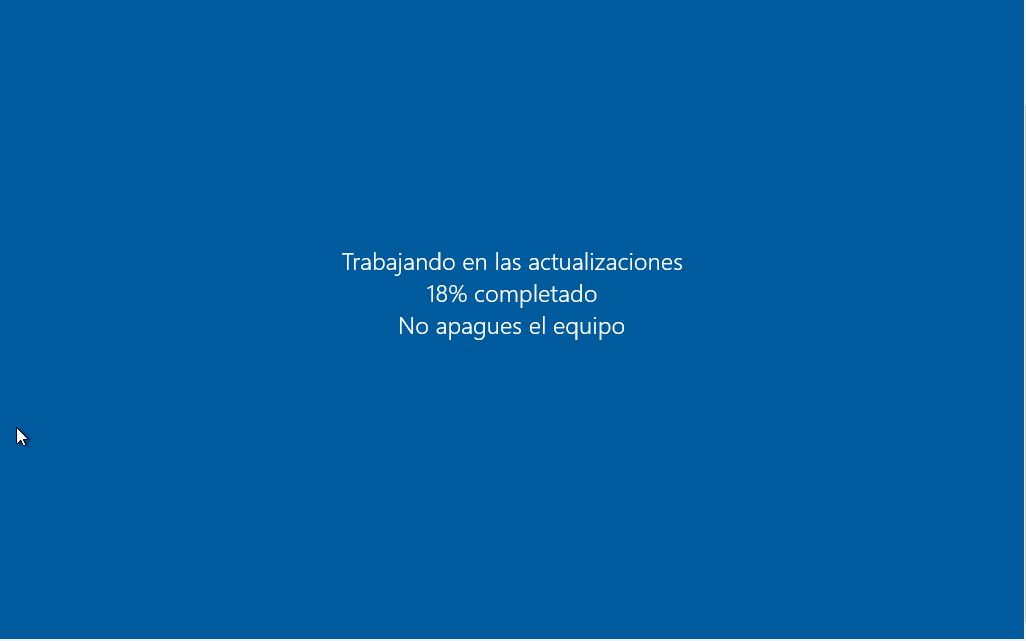 Trabajando en las actualizaciones
18% completado
No apagues el equipo